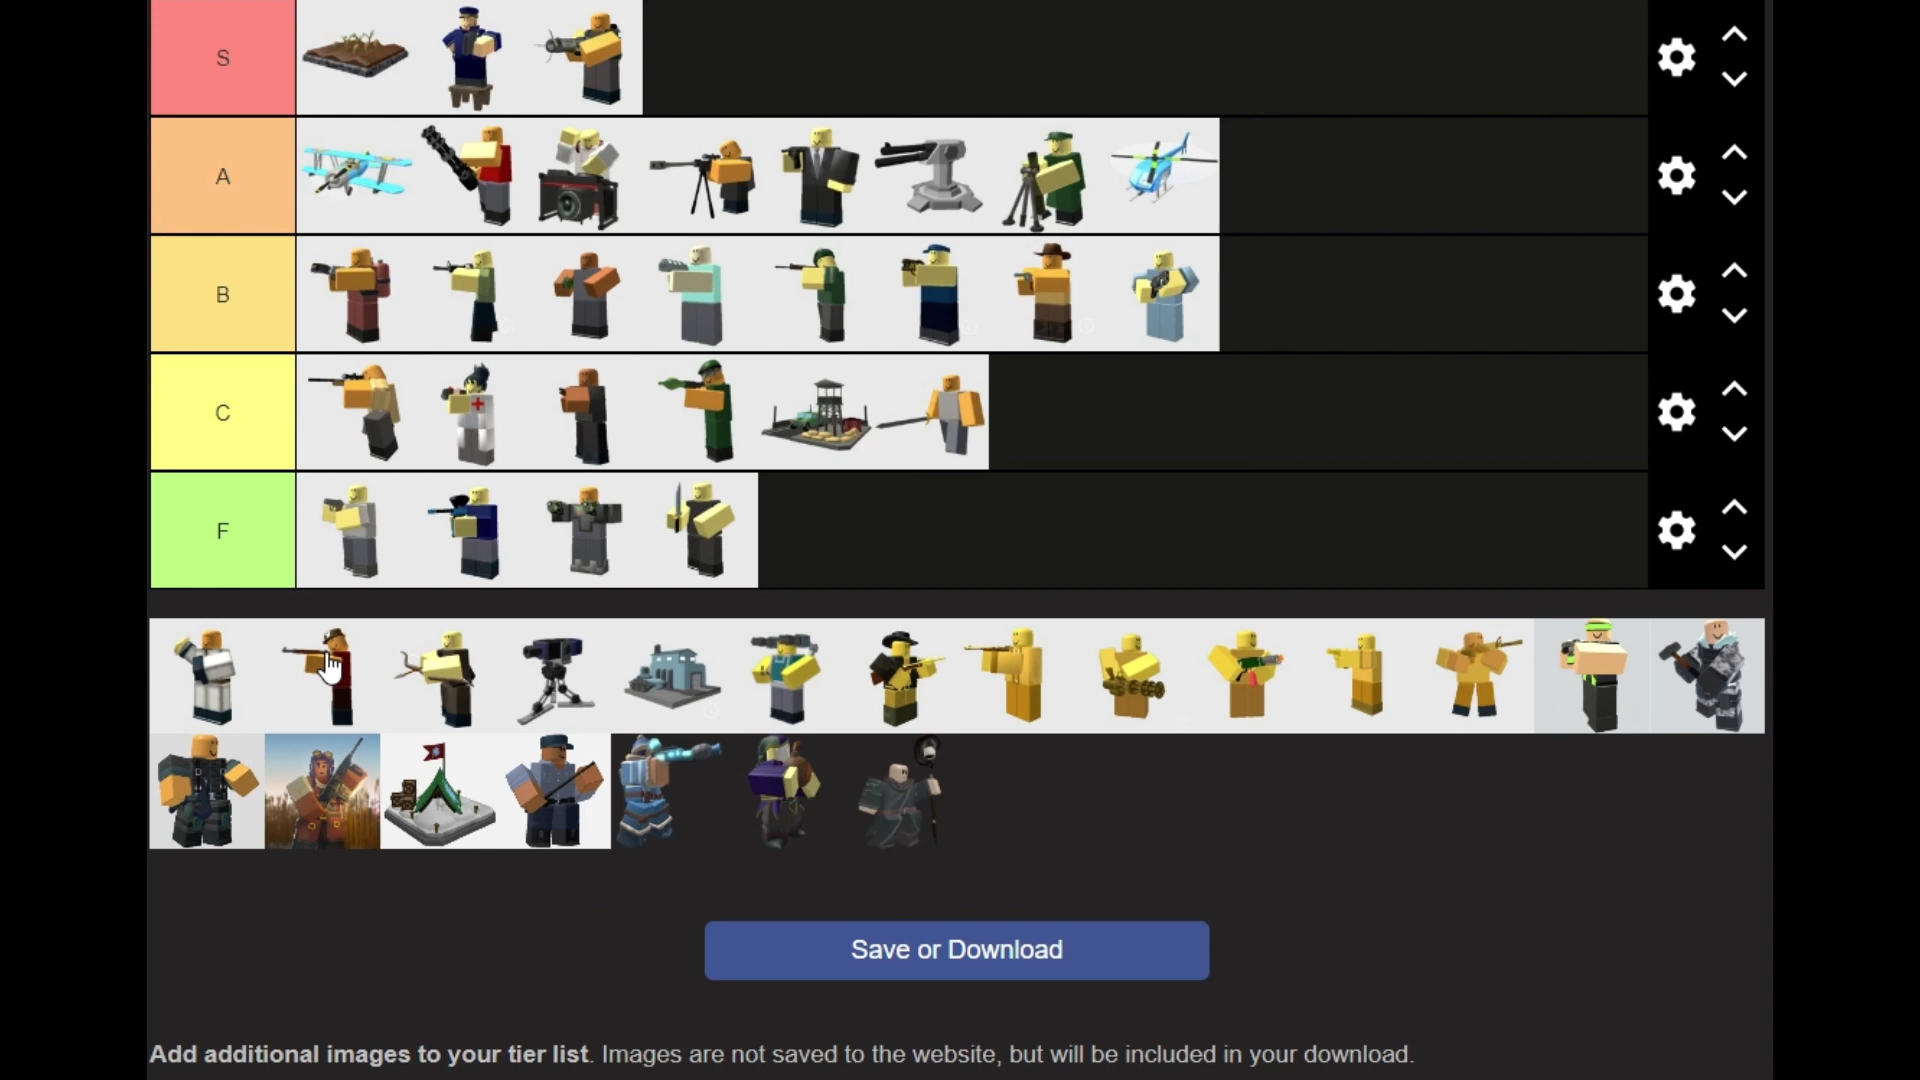 S
A
B
C
F
Save or Download
Add additional images to your tier list. Images are not saved to the website, but will be included in your download.